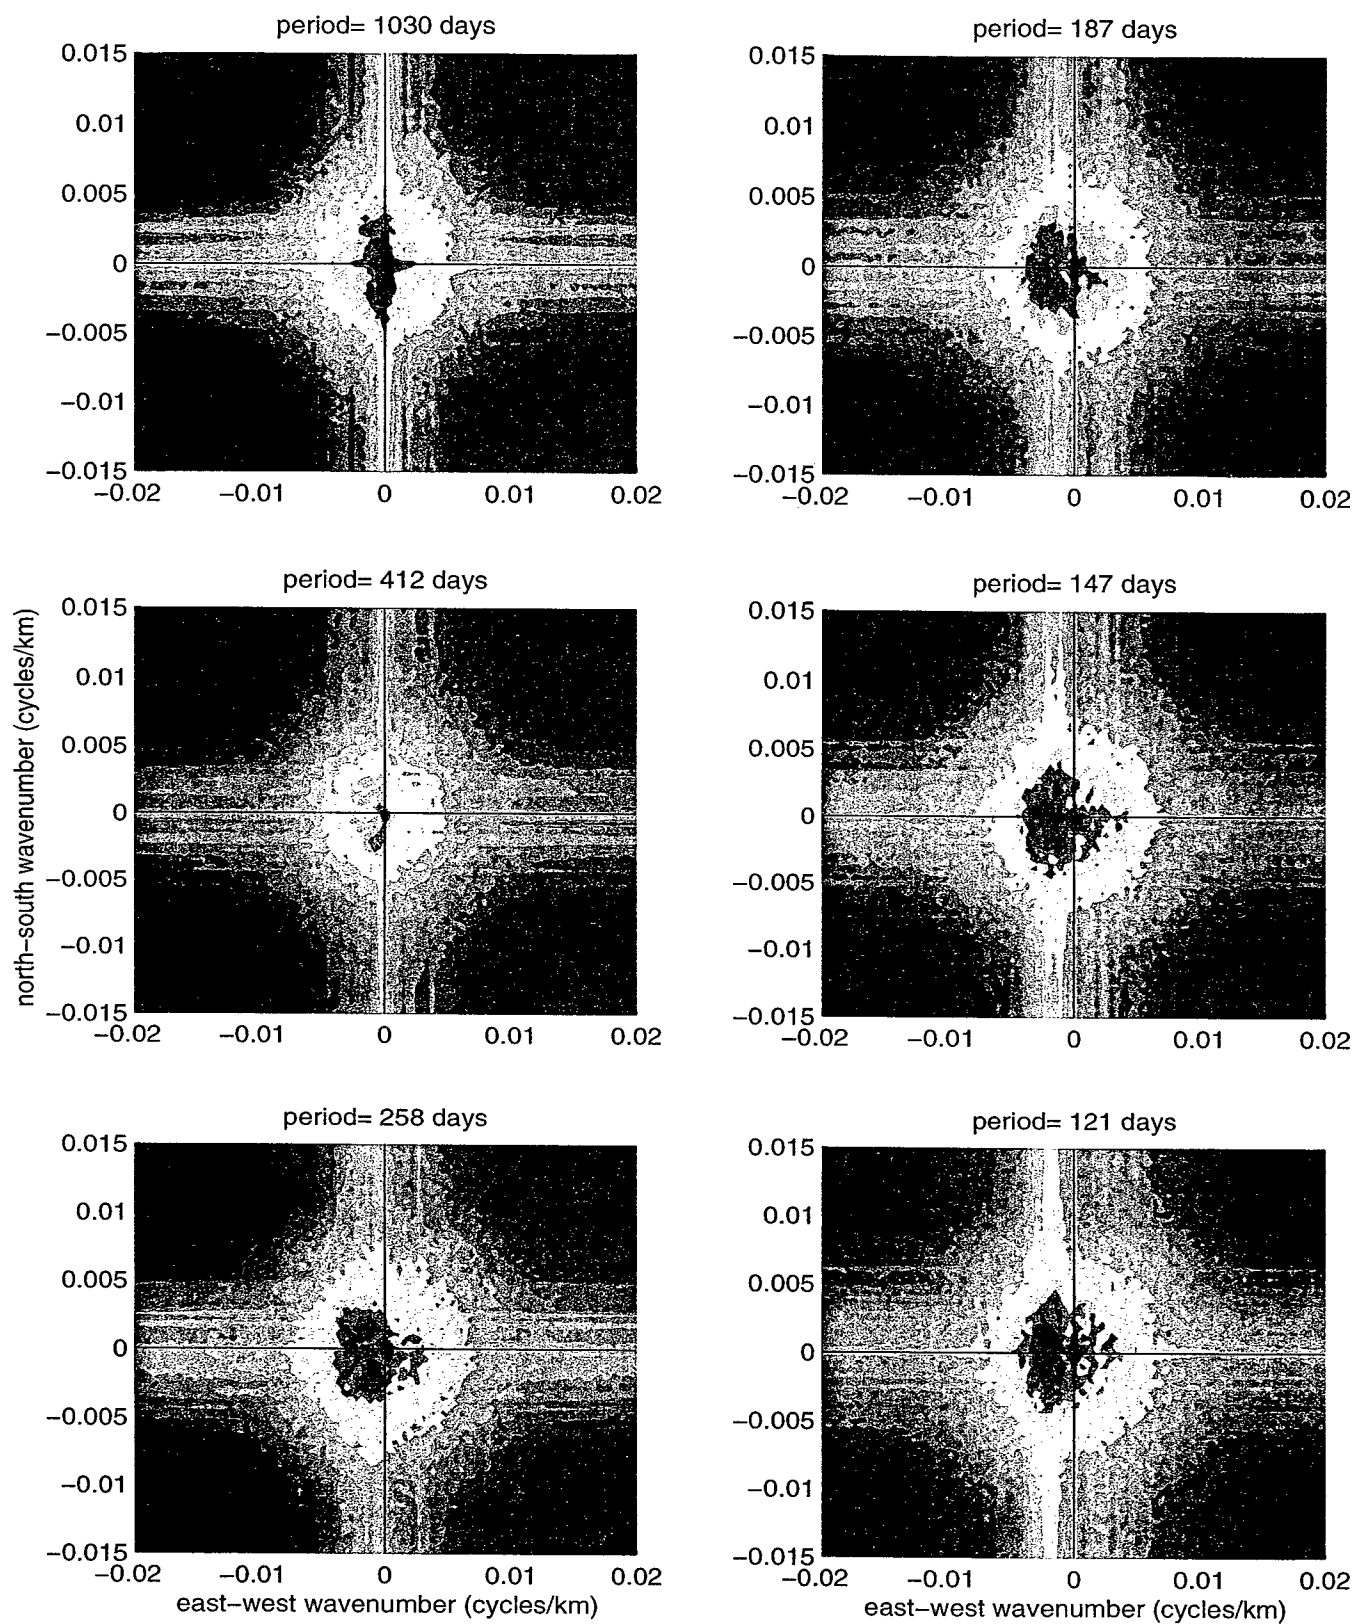 period= 1030 days
0.015
0.01
0.005
0
−0.005
−0.01
−0.015
−0.02 −0.01 0 0.01 0.02
period= 187 days
0.015
0.01
0.005
0
−0.005
−0.01
−0.015
−0.02 −0.01 0 0.01 0.02
north−south wavenumber (cycles/km)
period= 412 days
0.015
0.01
0.005
0
−0.005
−0.01
−0.015
−0.02 −0.01 0 0.01 0.02
period= 147 days
0.015
0.01
0.005
0
−0.005
−0.01
−0.015
−0.02 −0.01 0 0.01 0.02
period= 258 days
0.015
0.01
0.005
0
−0.005
−0.01
−0.015
−0.02 −0.01 0 0.01 0.02
east−west wavenumber (cycles/km)
period= 121 days
0.015
0.01
0.005
0
−0.005
−0.01
−0.015
−0.02 −0.01 0 0.01 0.02
east−west wavenumber (cycles/km)